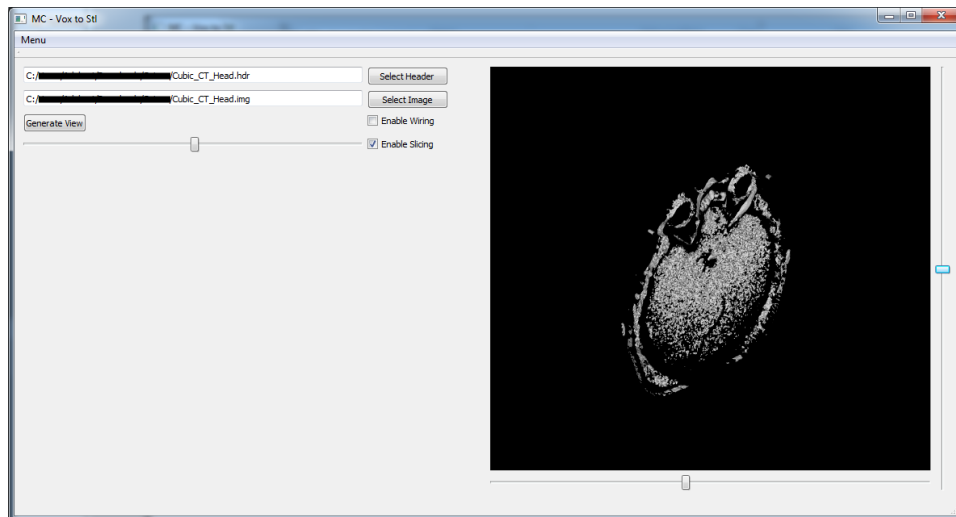 MC - Vox to Stl
Menu
C:/ /Cubic_CT_Head.hdr
Select Header
C:/ /Cubic_CT_Head.img
Select Image
Generate View
Enable Wiring
Enable Slicing